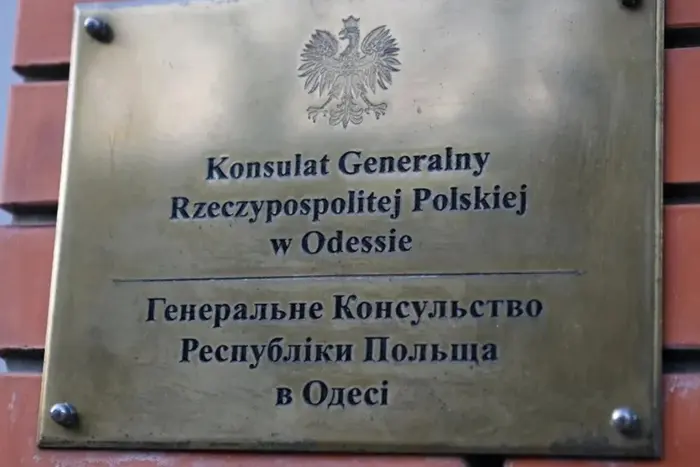 Konsulat Generalny
Rzeczypospolitej Polskiej
w Odessie
Генеральне Консульство
Республіки Польща
в Одесі